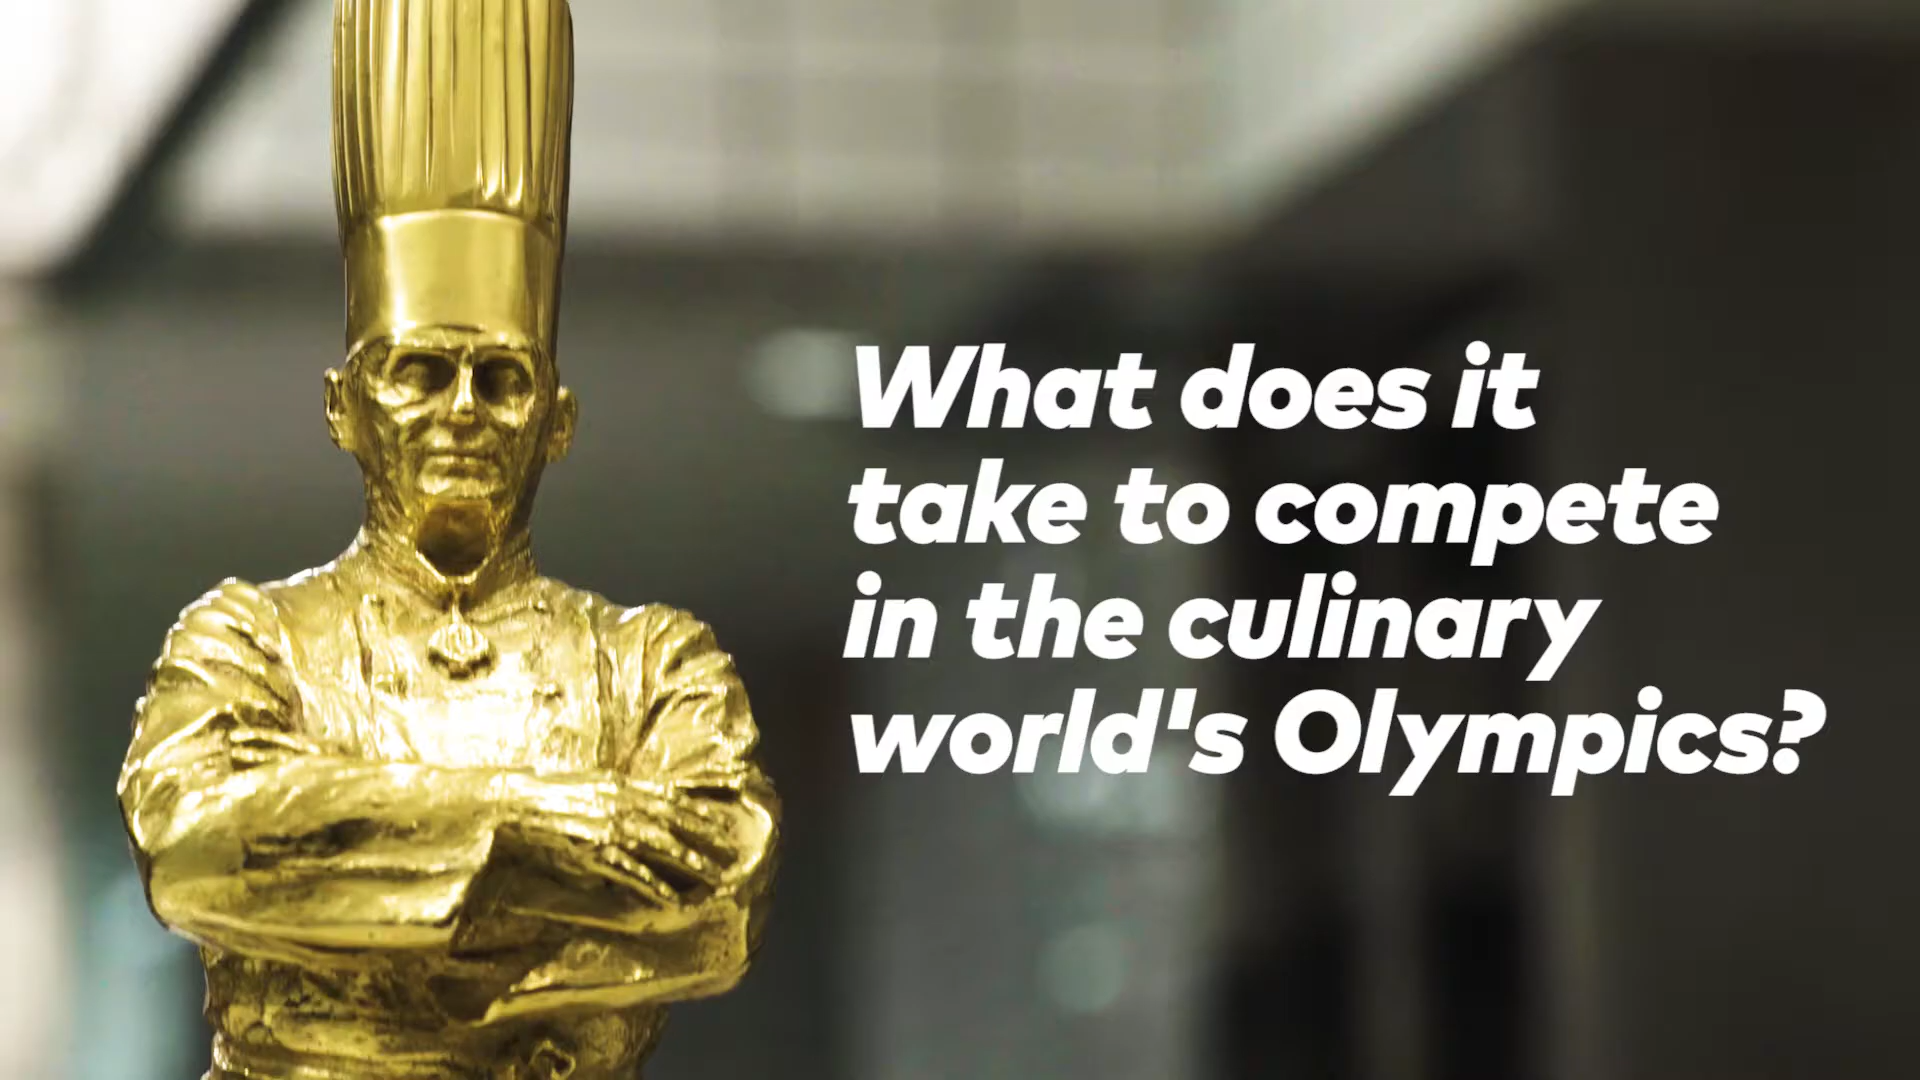 What does it
take to compete
in the culinary
world's Olympics?